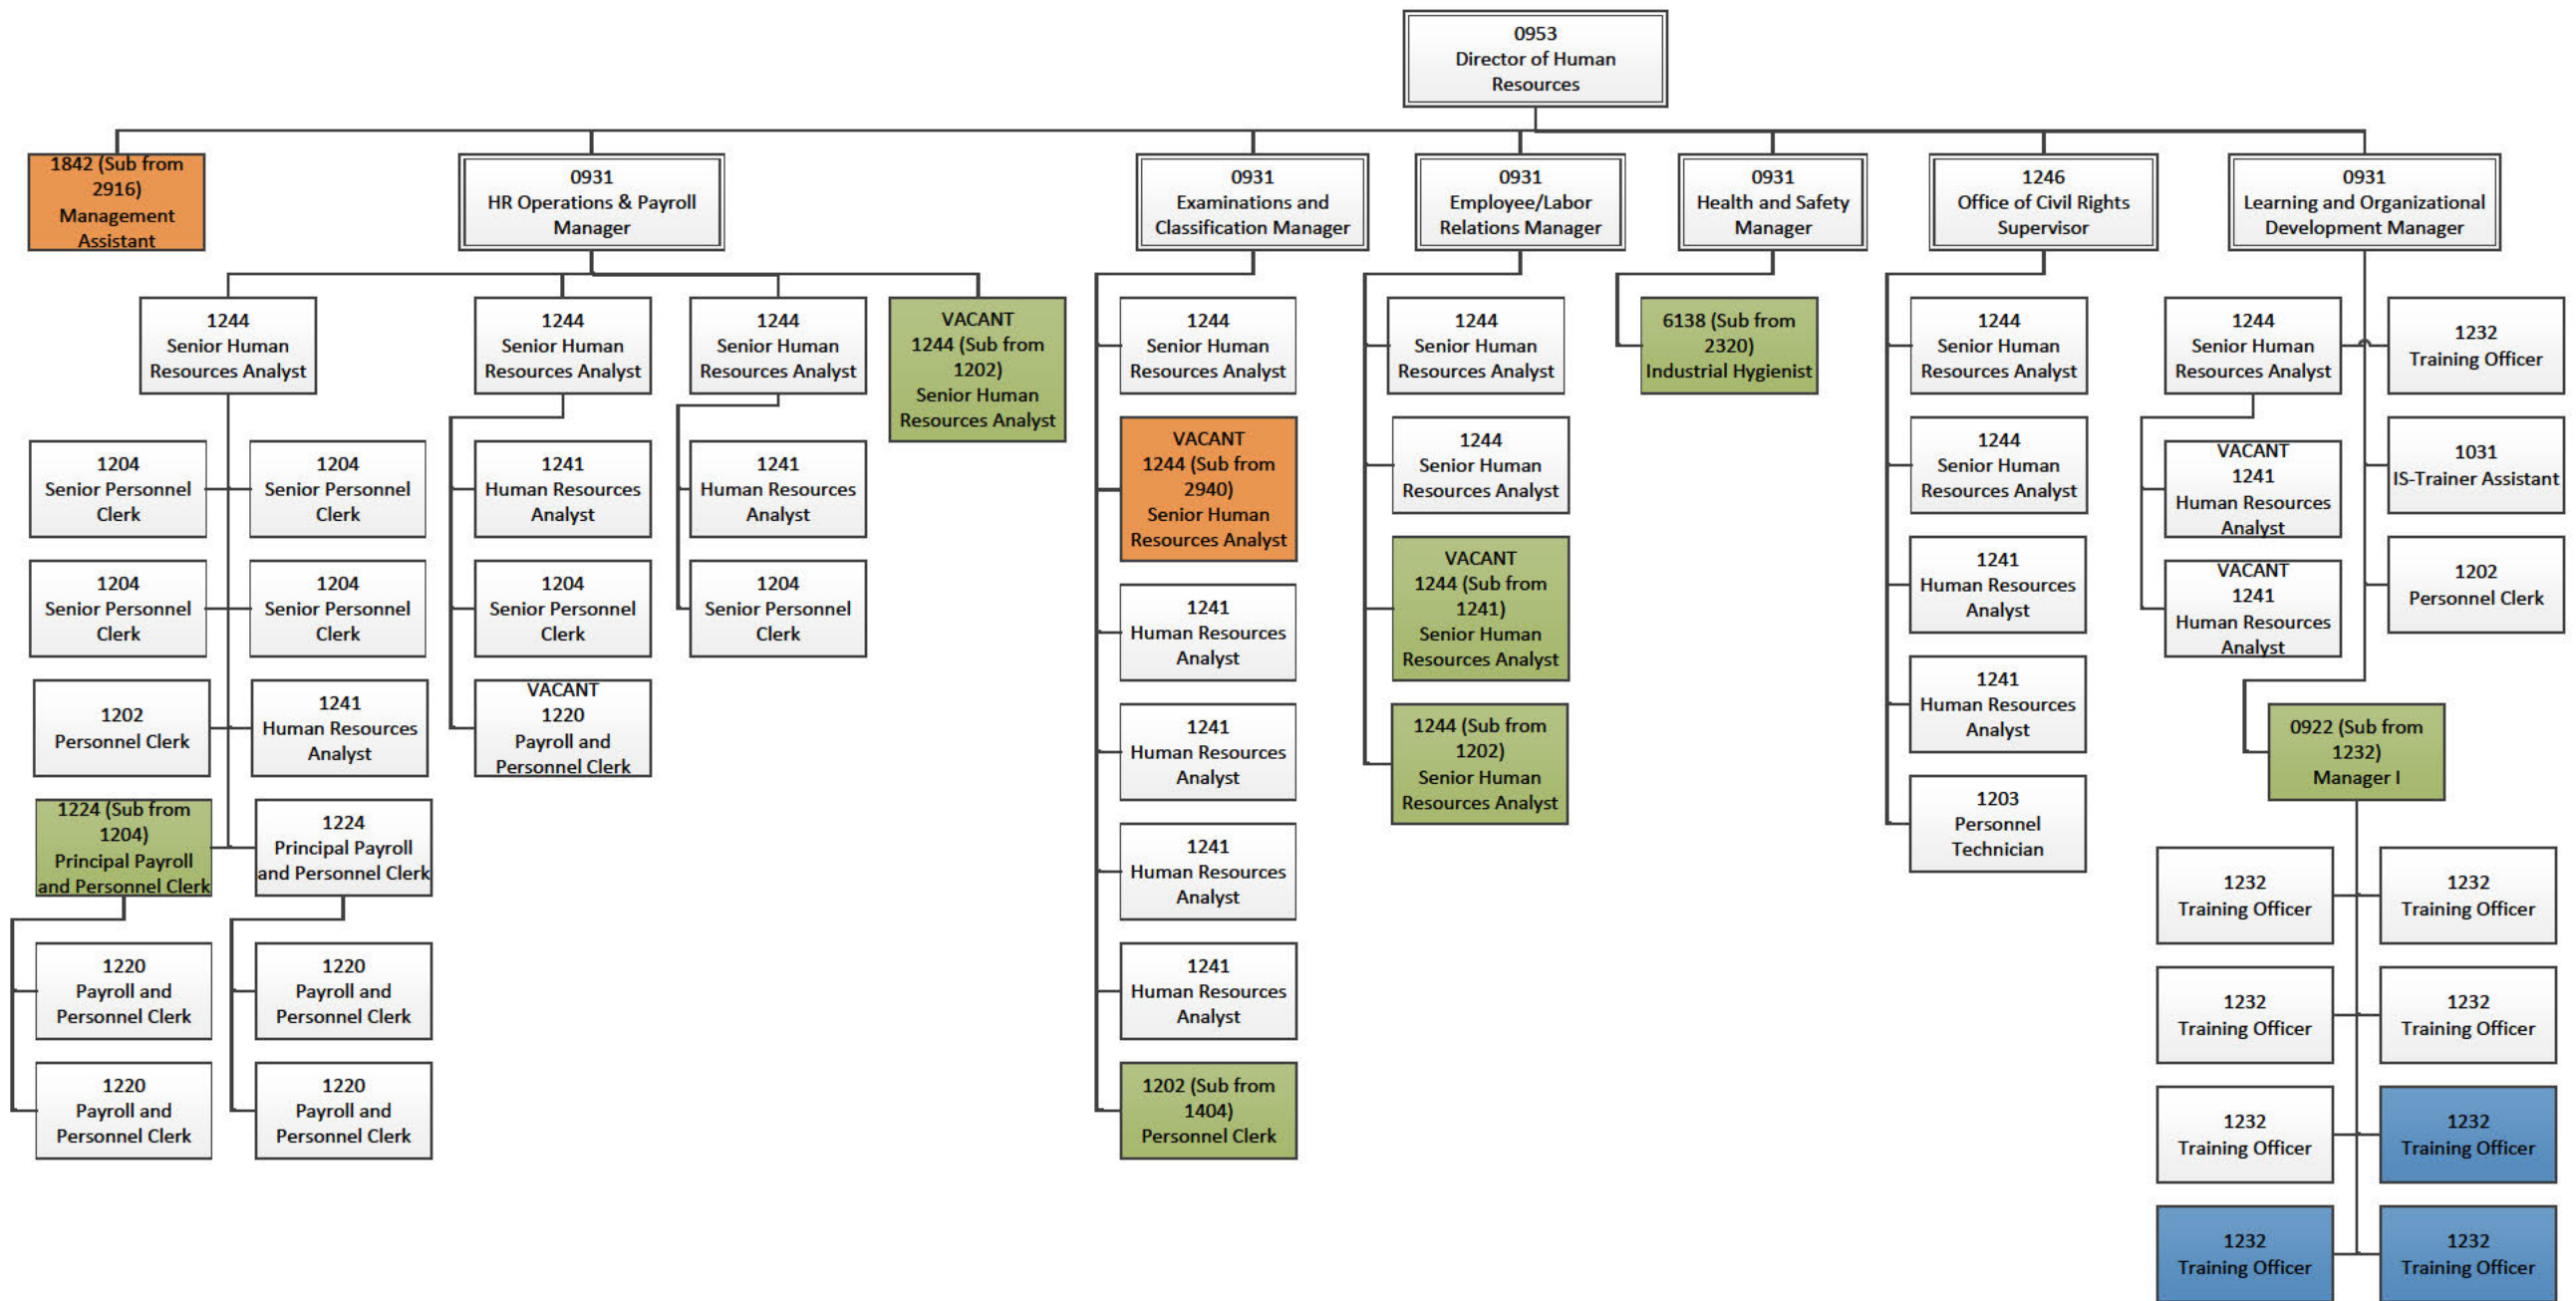 0953
Director of Human
Resources
1842 (Sub from
2916)
Management
Assistant
0931
HR Operations & Payroll
Manager
0931
Examinations and
Classification Manager
0931
Employee/Labor
Relations Manager
0931
Health and Safety
Manager
1246
Office of Civil Rights
Supervisor
0931
Learning and Organizational
Development Manager
1244
Senior Human
Resources Analyst
1204
Senior Personnel
Clerk
1204
Senior Personnel
Clerk
1204
Senior Personnel
Clerk
1204
Senior Personnel
Clerk
1202
Personnel Clerk
1241
Human Resources
Analyst
1224 (Sub from
1204)
Principal Payroll
and Personnel Clerk
1224
Principal Payroll
and Personnel Clerk
1220
Payroll and
Personnel Clerk
1220
Payroll and
Personnel Clerk
1220
Payroll and
Personnel Clerk
1220
Payroll and
Personnel Clerk
1244
Senior Human
Resources Analyst
1241
Human Resources
Analyst
1204
Senior Personnel
Clerk
VACANT
1220
Payroll and
Personnel Clerk
1244
Senior Human
Resources Analyst
1241
Human Resources
Analyst
1204
Senior Personnel
Clerk
VACANT
1244 (Sub from
1202)
Senior Human
Resources Analyst
1244
Senior Human
Resources Analyst
VACANT
1244 (Sub from
2940)
Senior Human
Resources Analyst
1241
Human Resources
Analyst
1241
Human Resources
Analyst
1241
Human Resources
Analyst
1241
Human Resources
Analyst
1202 (Sub from
1404)
Personnel Clerk
1244
Senior Human
Resources Analyst
1244
Senior Human
Resources Analyst
VACANT
1244 (Sub from
1241)
Senior Human
Resources Analyst
1244 (Sub from
1202)
Senior Human
Resources Analyst
6138 (Sub from
2320)
Industrial Hygienist
1244
Senior Human
Resources Analyst
1244
Senior Human
Resources Analyst
1241
Human Resources
Analyst
1241
Human Resources
Analyst
1203
Personnel
Technician
1244
Senior Human
Resources Analyst
1232
Training Officer
VACANT
1241
Human Resources
Analyst
1031
IS-Trainer Assistant
VACANT
1241
Human Resources
Analyst
1202
Personnel Clerk
0922 (Sub from
1232)
Manager I
1232
Training Officer
1232
Training Officer
1232
Training Officer
1232
Training Officer
1232
Training Officer
1232
Training Officer
1232
Training Officer
1232
Training Officer